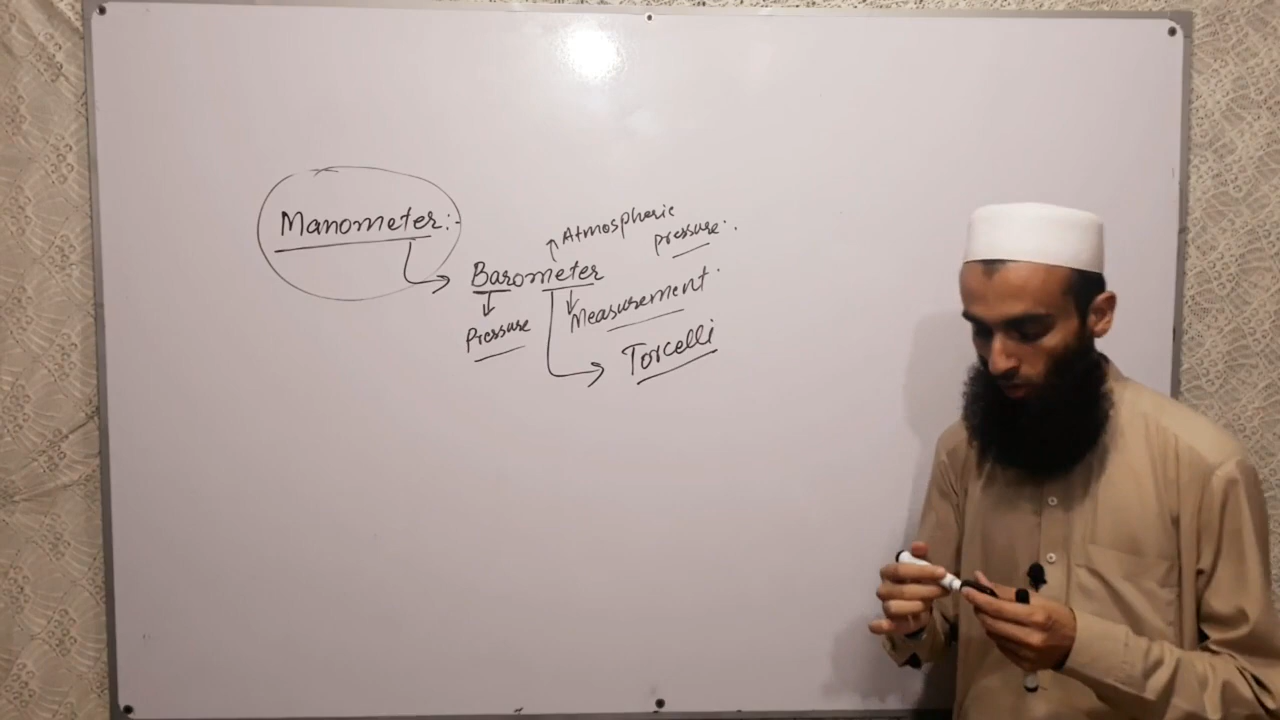 Manometer:-
Atmospheric
pressure.
Barometer
Measurement.
Pressure
Torcelli